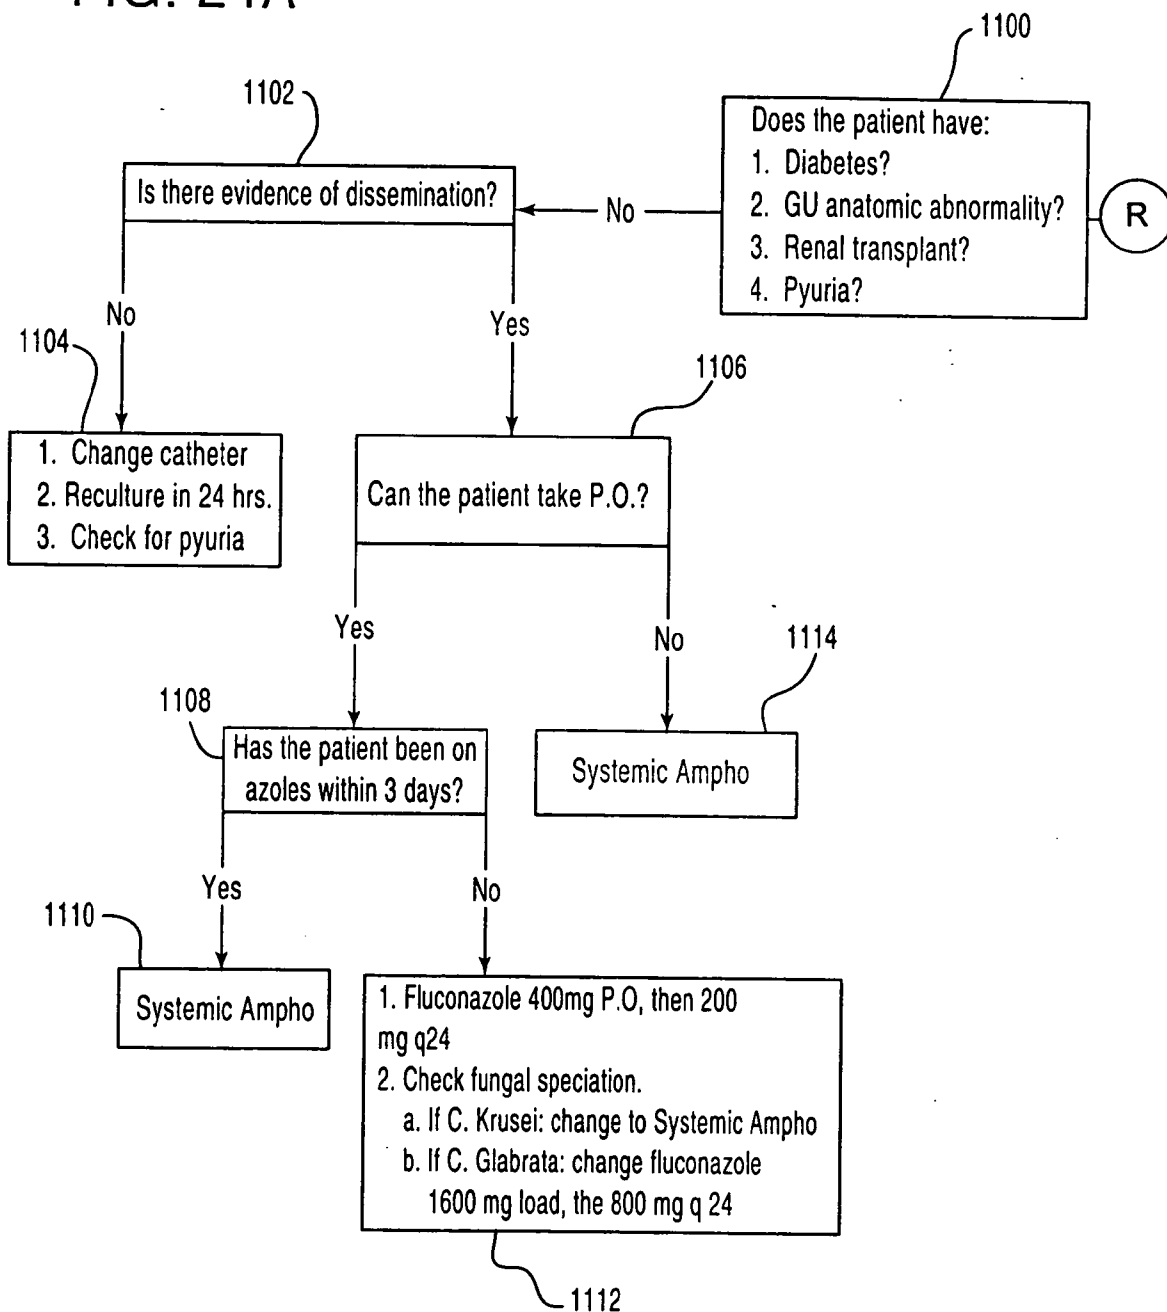 FIG. 24A
1100
1102
Does the patient have:
1. Diabetes?
2. GU anatomic abnormality?
3. Renal transplant?
4. Pyuria?
R
Is there evidence of dissemination?
No
No
Yes
1104
1106
1. Change catheter
2. Reculture in 24 hrs.
3. Check for pyuria
Can the patient take P.O.?
Yes
No
1114
1108
Has the patient been on
azoles within 3 days?
Systemic Ampho
Yes
No
1110
Systemic Ampho
1. Fluconazole 400mg P.O, then 200
mg q24
2. Check fungal speciation.
a. If C. Krusei: change to Systemic Ampho
b. If C. Glabrata: change fluconazole
1600 mg load, the 800 mg q 24
1112